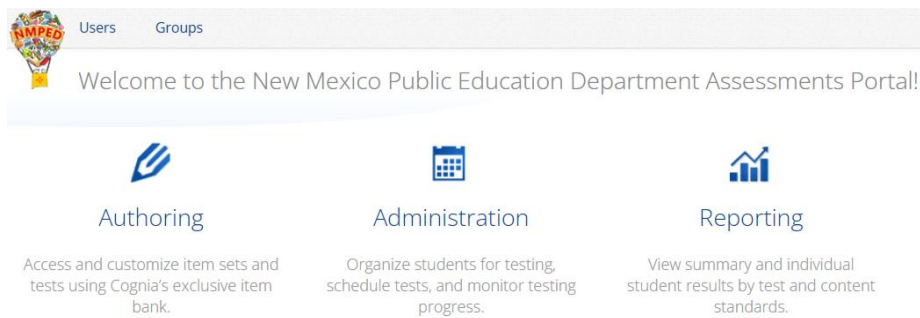 NMPED
Users Groups
Welcome to the New Mexico Public Education Department Assessments Portal!
Authoring
Access and customize item sets and
tests using Cognia's exclusive item
bank.
Administration
Organize students for testing,
schedule tests, and monitor testing
progress.
Reporting
View summary and individual
student results by test and content
standards.